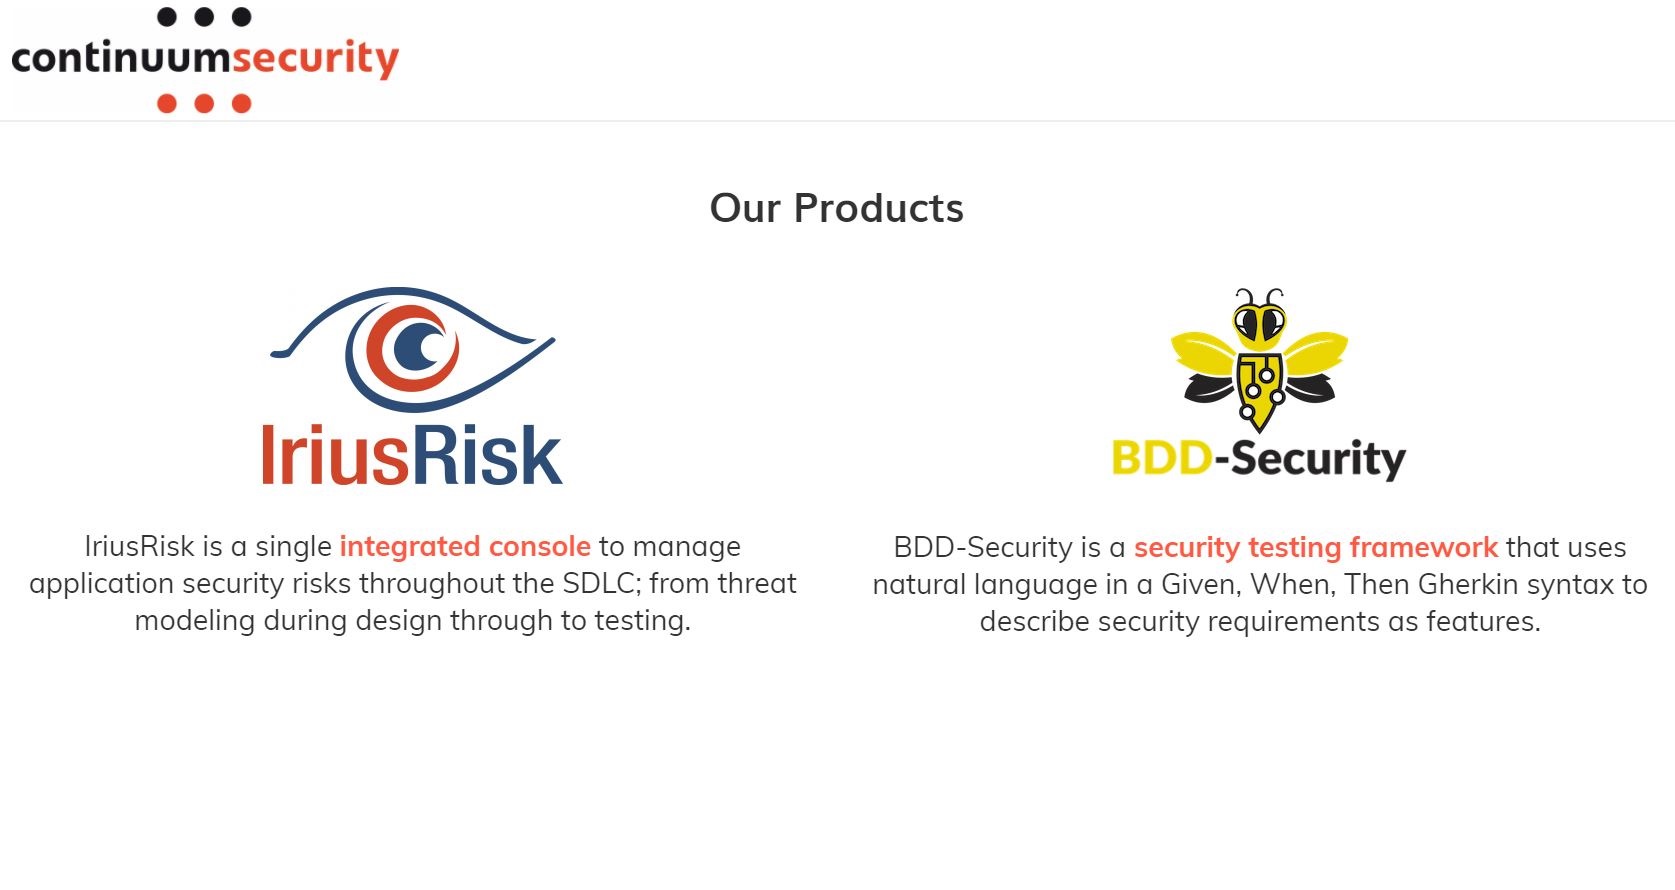 continuumsecurity
Our Products
IriusRisk
IriusRisk is a single integrated console to manage
application security risks throughout the SDLC; from threat
modeling during design through to testing.
BDD-Security
BDD-Security is a security testing framework that uses
natural language in a Given, When, Then Gherkin syntax to
describe security requirements as features.